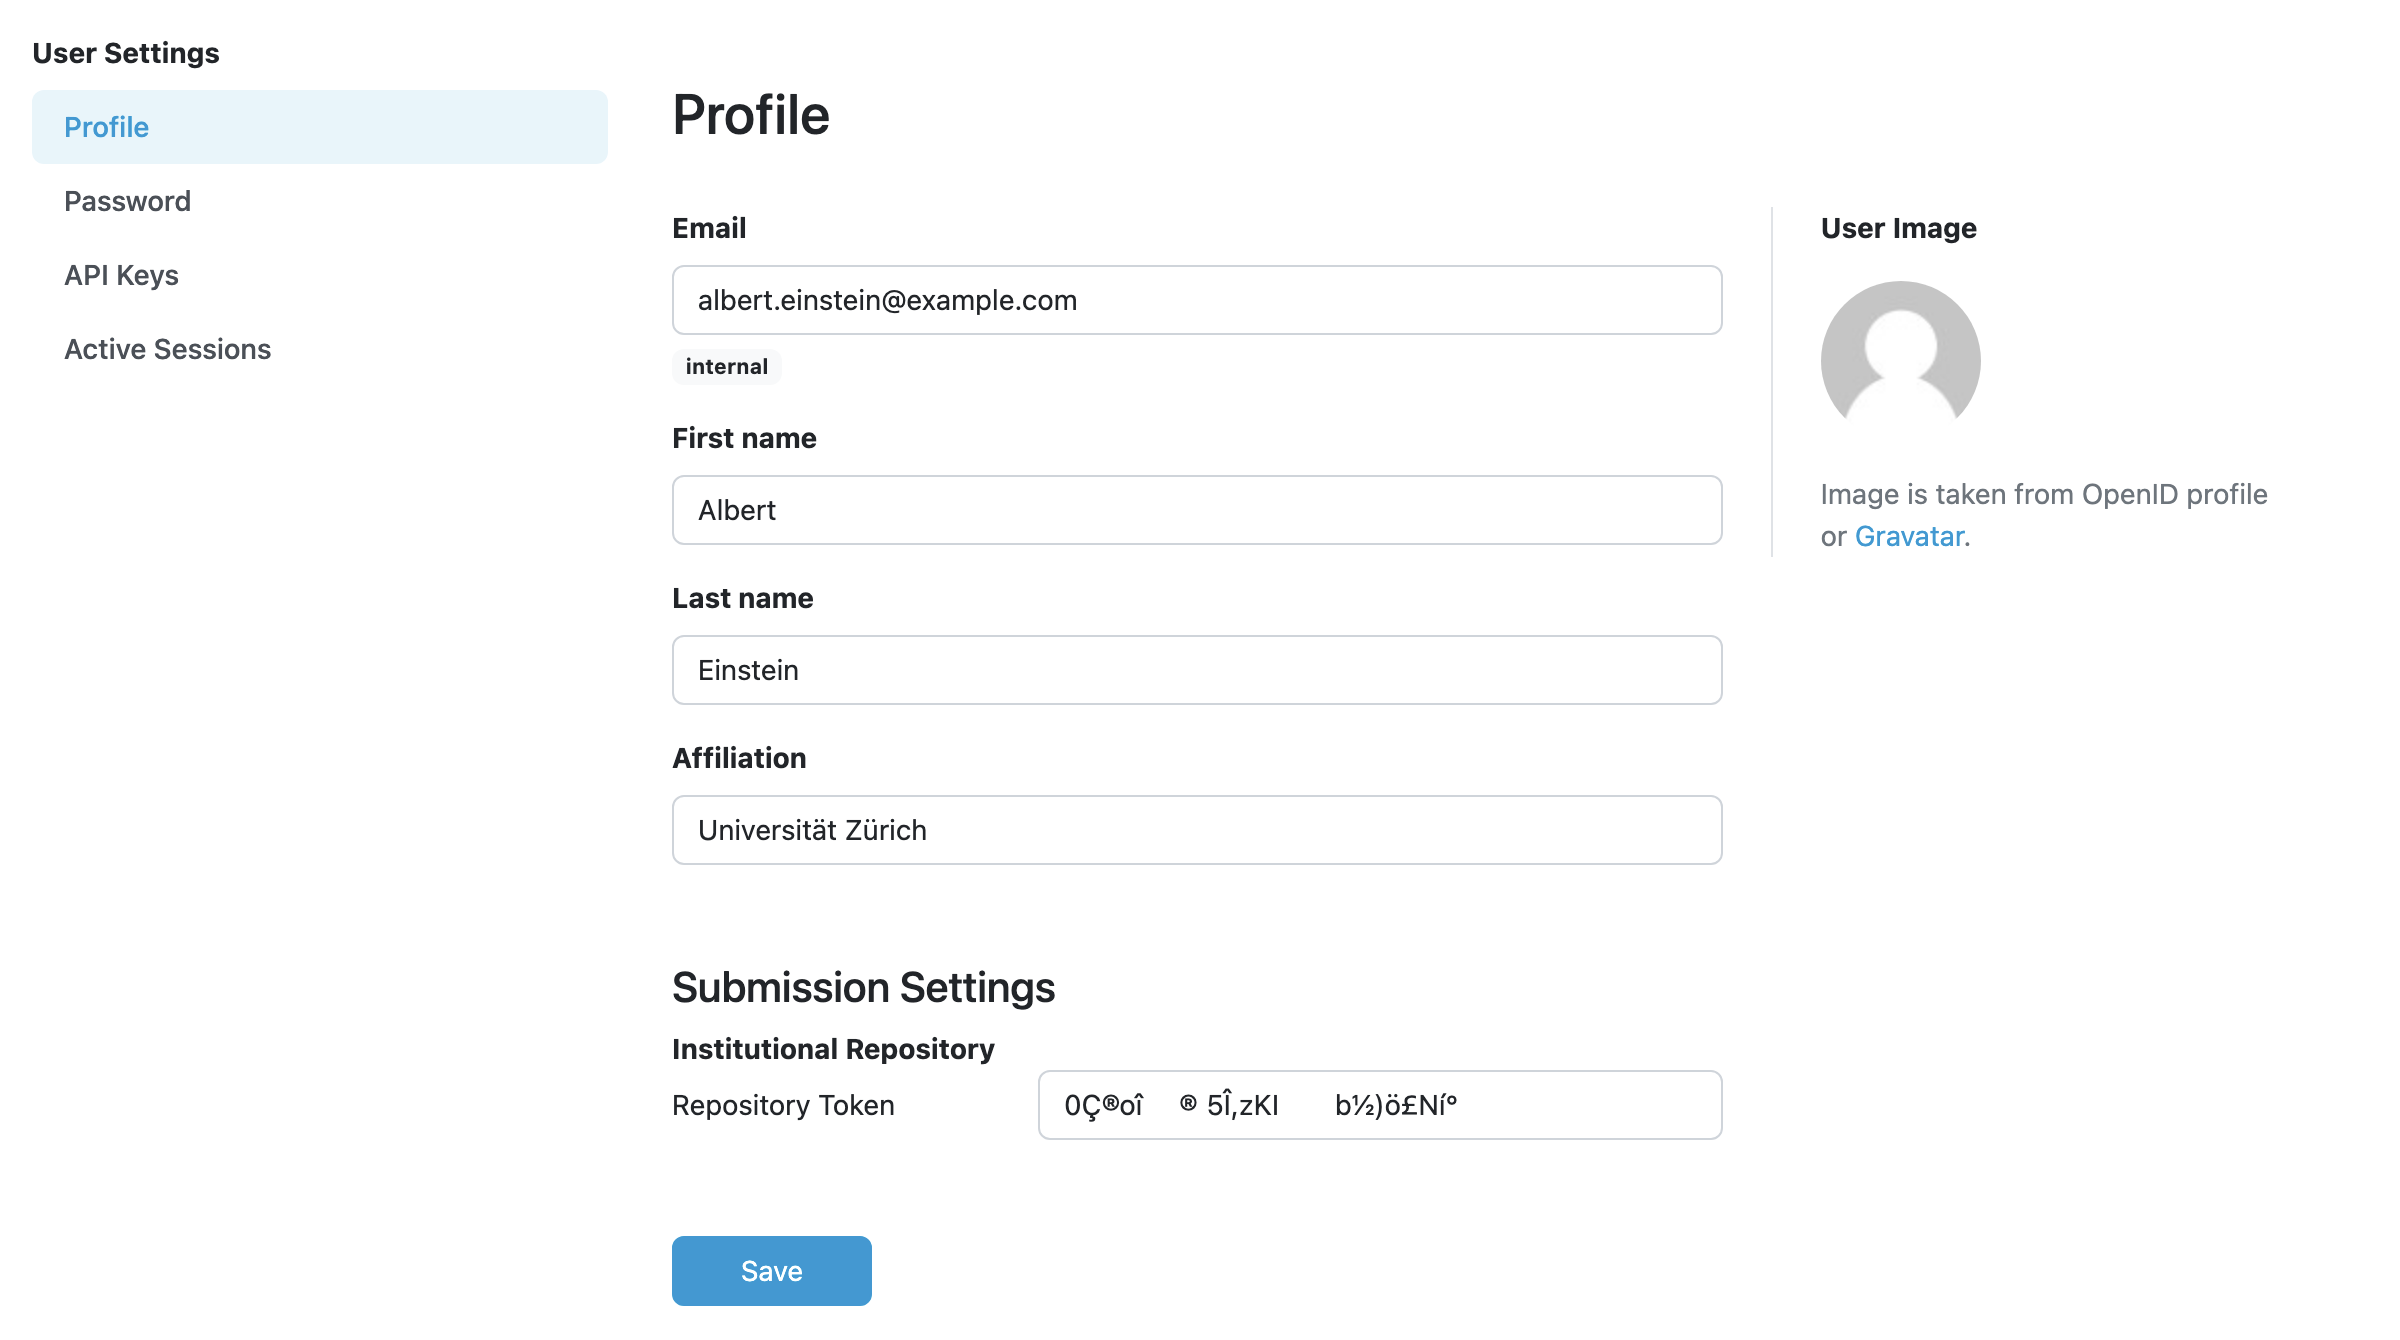 User Settings
Profile
Password
API Keys
Active Sessions
Profile
Email
albert.einstein@example.com
internal
First name
Albert
Last name
Einstein
Affiliation
Universität Zürich
User Image
Image is taken from OpenID profile
or Gravatar.
Submission Settings
Institutional Repository
Repository Token
0Ç®oî ® 5Î,zKI b½)ö£Ní°
Save